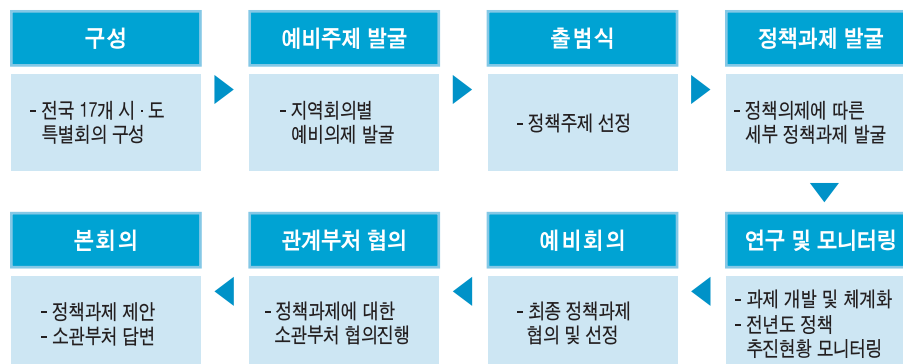 구성
- 전국 17개 시 · 도
특별회의 구성
예비주제 발굴
- 지역회의별
예비의제 발굴
출범식
- 정책주제 선정
정책과제 발굴
- 정책의제에 따른
세부 정책과제 발굴
연구 및 모니터링
- 과제 개발 및 체계화
- 전년도 정책
추진현황 모니터링
예비회의
- 최종 정책과제
협의 및 선정
관계부처 협의
- 정책과제에 대한
소관부처 협의진행
본회의
- 정책과제 제안
- 소관부처 답변